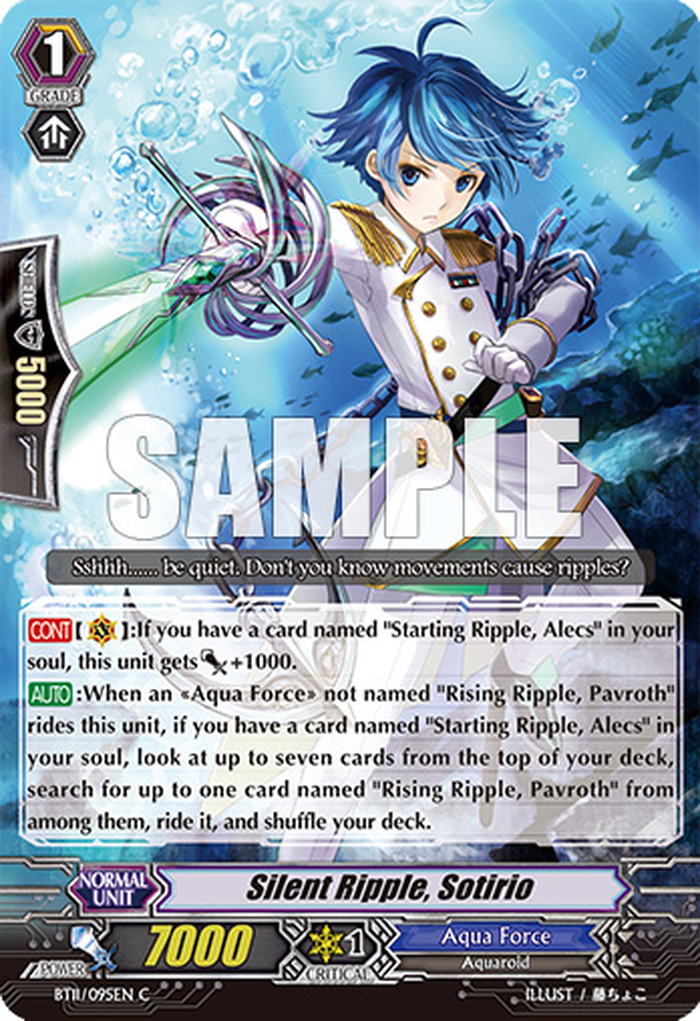 1
GRADE
SHIELD
5000
SAMPLE
Sshhh...... be quiet. Don't you know movements cause ripples?
CONT [ ]:If you have a card named "Starting Ripple, Alecs" in your
soul, this unit gets +1000.
AUTO :When an «Aqua Force» not named "Rising Ripple, Pavroth"
rides this unit, if you have a card named "Starting Ripple, Alecs" in
your soul, look at up to seven cards from the top of your deck,
search for up to one card named "Rising Ripple, Pavroth" from
among them, ride it, and shuffle your deck.
NORMAL
UNIT
Silent Ripple, Sotirio
POWER
7000
1
CRITICAL
Aqua Force
Aquaroid
BT11/095EN C
ILLUST / 藤ちょこ